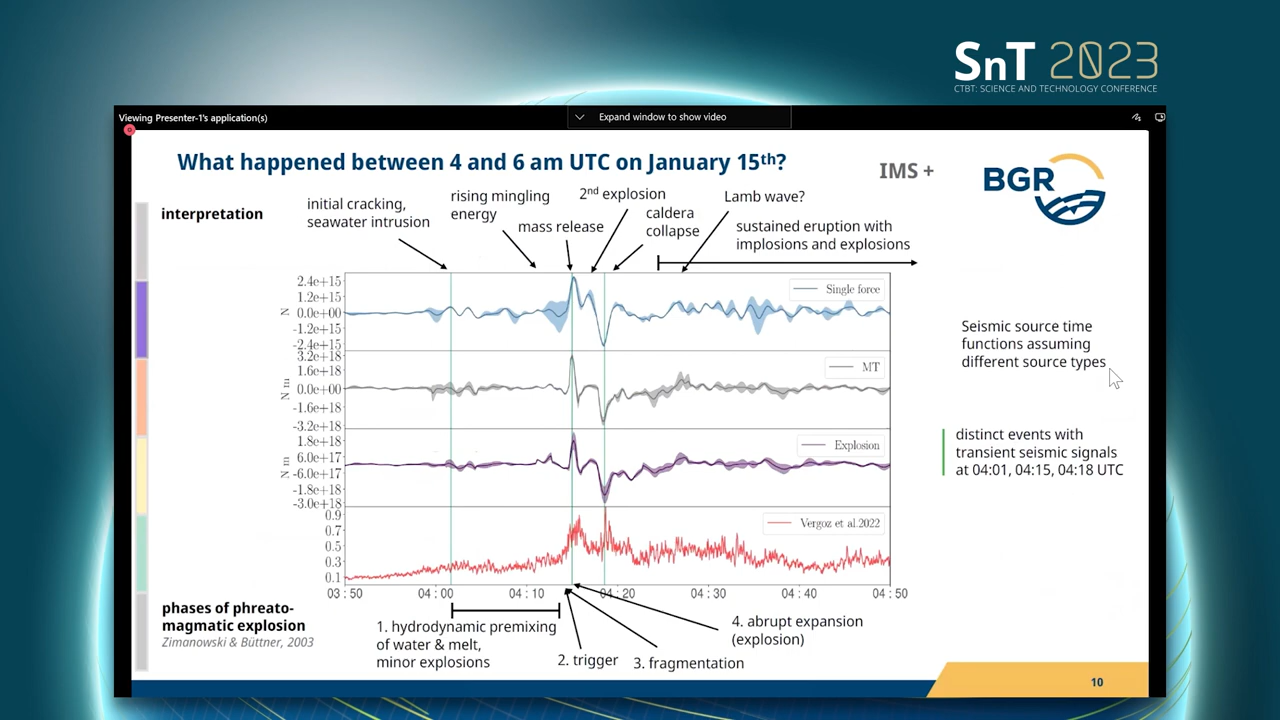 SnT 2023
CTBT: SCIENCE AND TECHNOLOGY CONFERENCE
Viewing Presenter-1's application(s)
Expand window to show video
What happened between 4 and 6 am UTC on January 15th?
IMS +
BGR
interpretation
initial cracking,
seawater intrusion
rising mingling
energy
mass release
2nd explosion
caldera
collapse
Lamb wave?
sustained eruption with
implosions and explosions
2.4e+15
1.2e+15
0.0e+00
-1.2e+15
-2.4e+15
N
Single force
3.2e+18
1.6e+18
0.0e+00
-1.6e+18
-3.2e+18
N m
MT
1.8e+18
6.0e+17
-6.0e+17
-1.8e+18
-3.0e+18
N m
Explosion
0.9
0.7
0.5
0.3
0.1
Vergoz et al.2022
03:50 04:00 04:10 04:20 04:30 04:40 04:50
Seismic source time
functions assuming
different source types
distinct events with
transient seismic signals
at 04:01, 04:15, 04:18 UTC
phases of phreato-
magmatic explosion
Zimanowski & Büttner, 2003
1. hydrodynamic premixing
of water & melt,
minor explosions
2. trigger
3. fragmentation
4. abrupt expansion
(explosion)
10